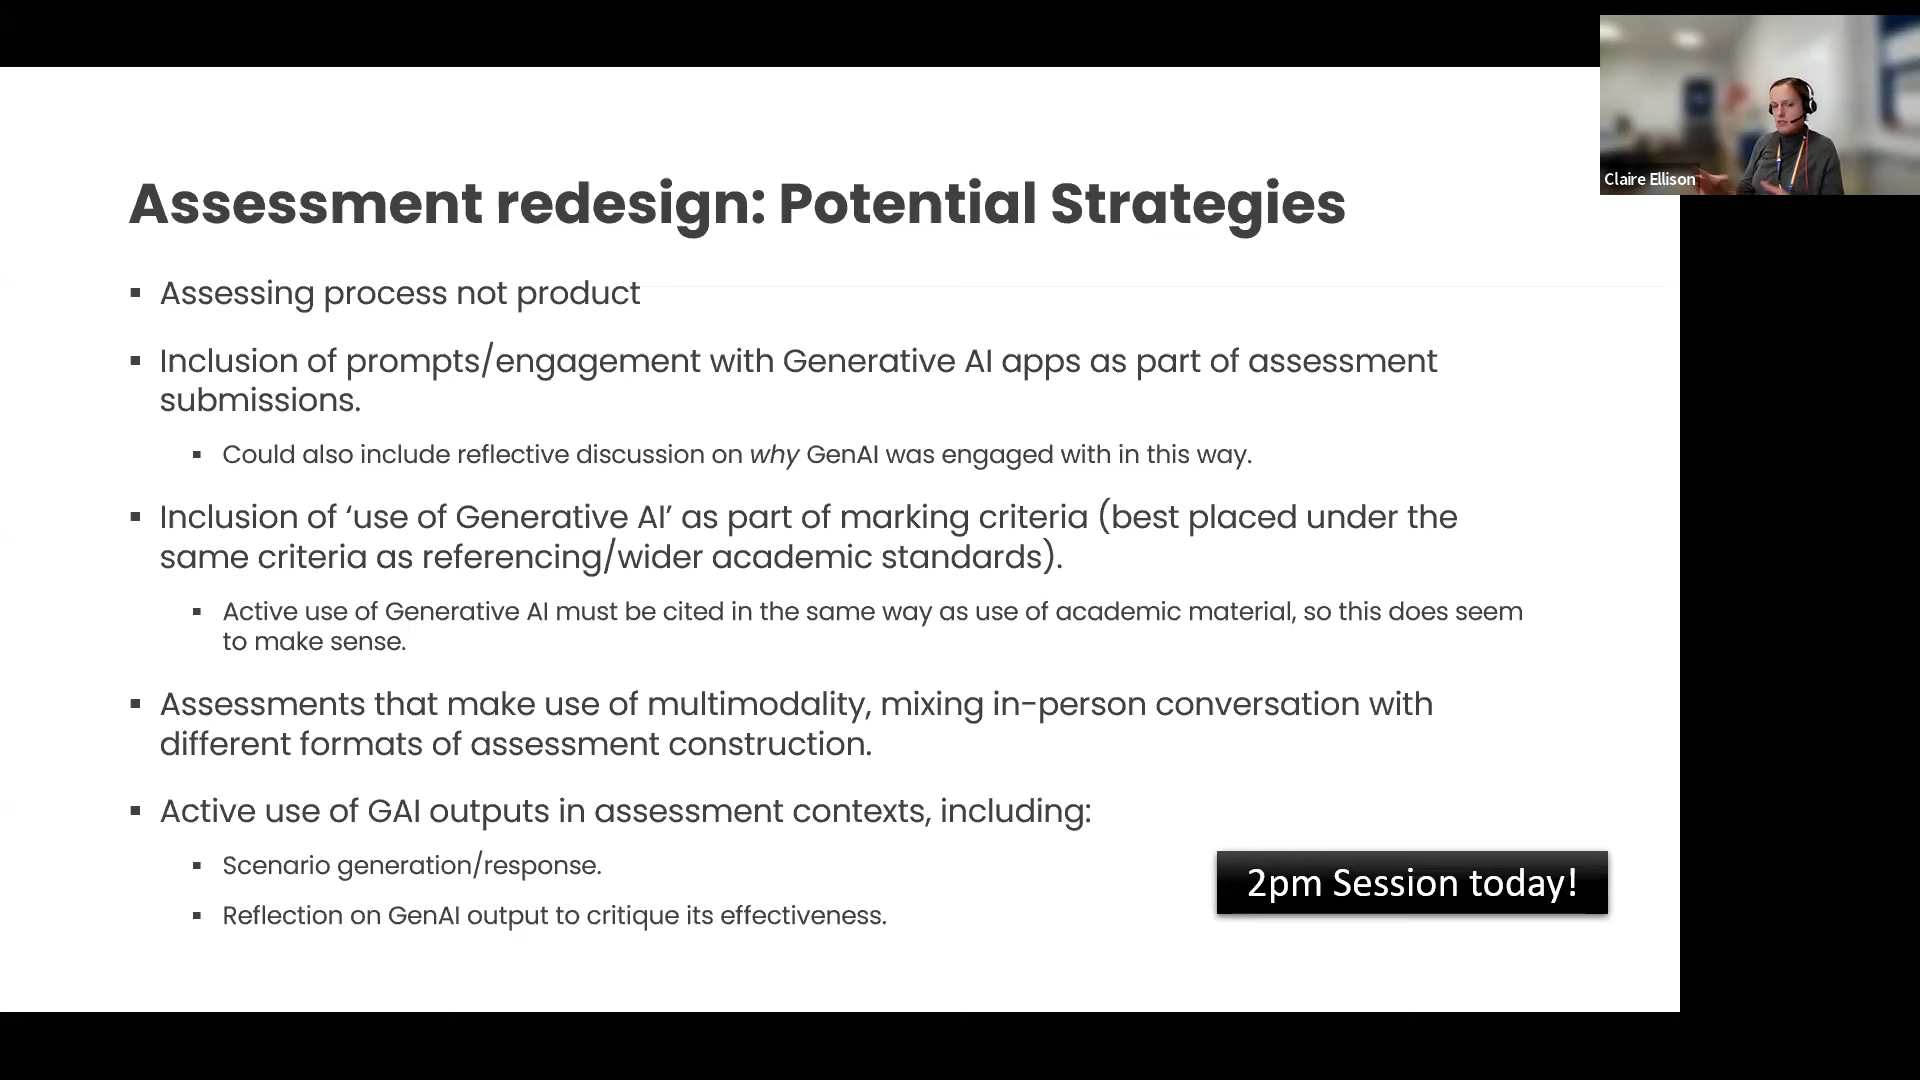 Claire Ellison
Assessment redesign: Potential Strategies
▪ Assessing process not product
▪ Inclusion of prompts/engagement with Generative AI apps as part of assessment
submissions.
▪ Could also include reflective discussion on why GenAI was engaged with in this way.
▪ Inclusion of ‘use of Generative AI’ as part of marking criteria (best placed under the
same criteria as referencing/wider academic standards).
▪ Active use of Generative AI must be cited in the same way as use of academic material, so this does seem
to make sense.
▪ Assessments that make use of multimodality, mixing in-person conversation with
different formats of assessment construction.
▪ Active use of GAI outputs in assessment contexts, including:
▪ Scenario generation/response.
▪ Reflection on GenAI output to critique its effectiveness.
2pm Session today!